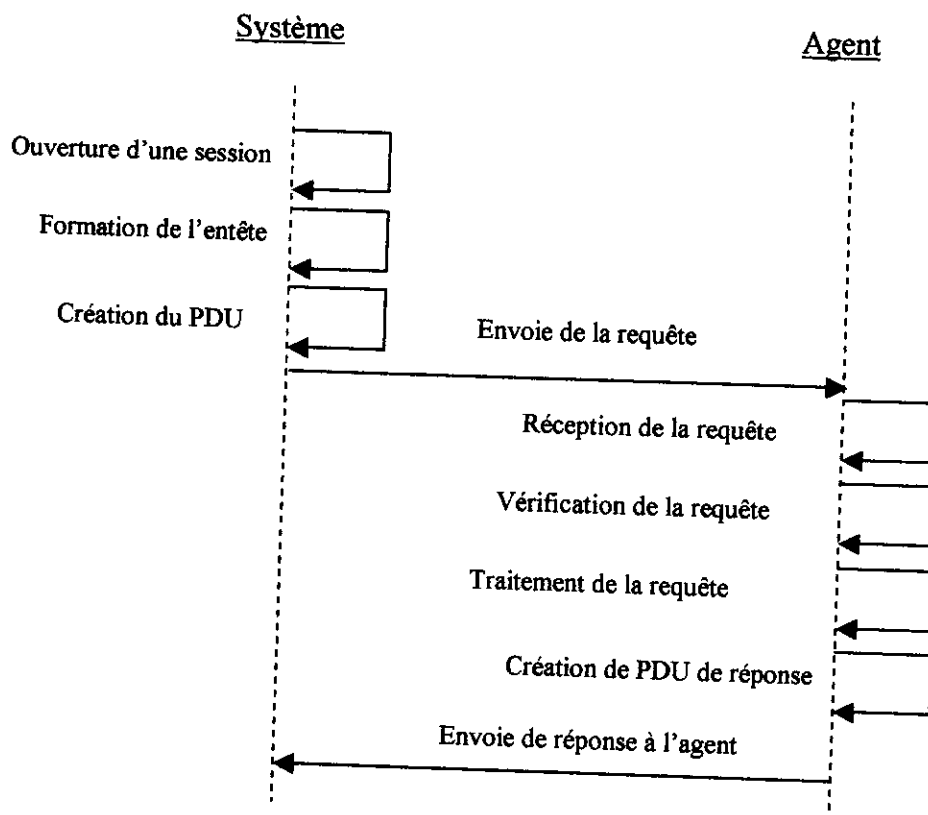 Système
Agent
Ouverture d'une session
Formation de l'entête
Création du PDU
Envoie de la requête
Réception de la requête
Vérification de la requête
Traitement de la requête
Création de PDU de réponse
Envoie de réponse à l'agent